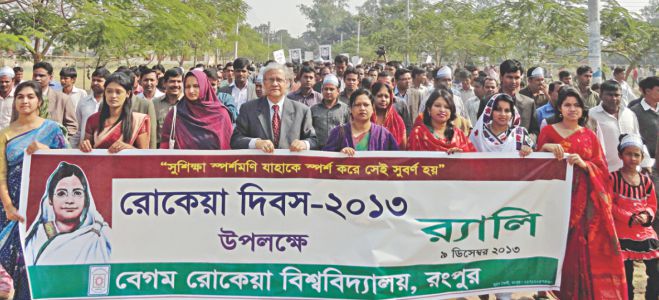 “সুশিক্ষা স্পর্শমণি যাহাকে স্পর্শ করে সেই সুবর্ণ হয়”
রোকেয়া দিবস-২০১৩
উপলক্ষে
র‌্যালি
৯ ডিসেম্বর ২০১৩
বেগম রোকেয়া বিশ্ববিদ্যালয়, রংপুর